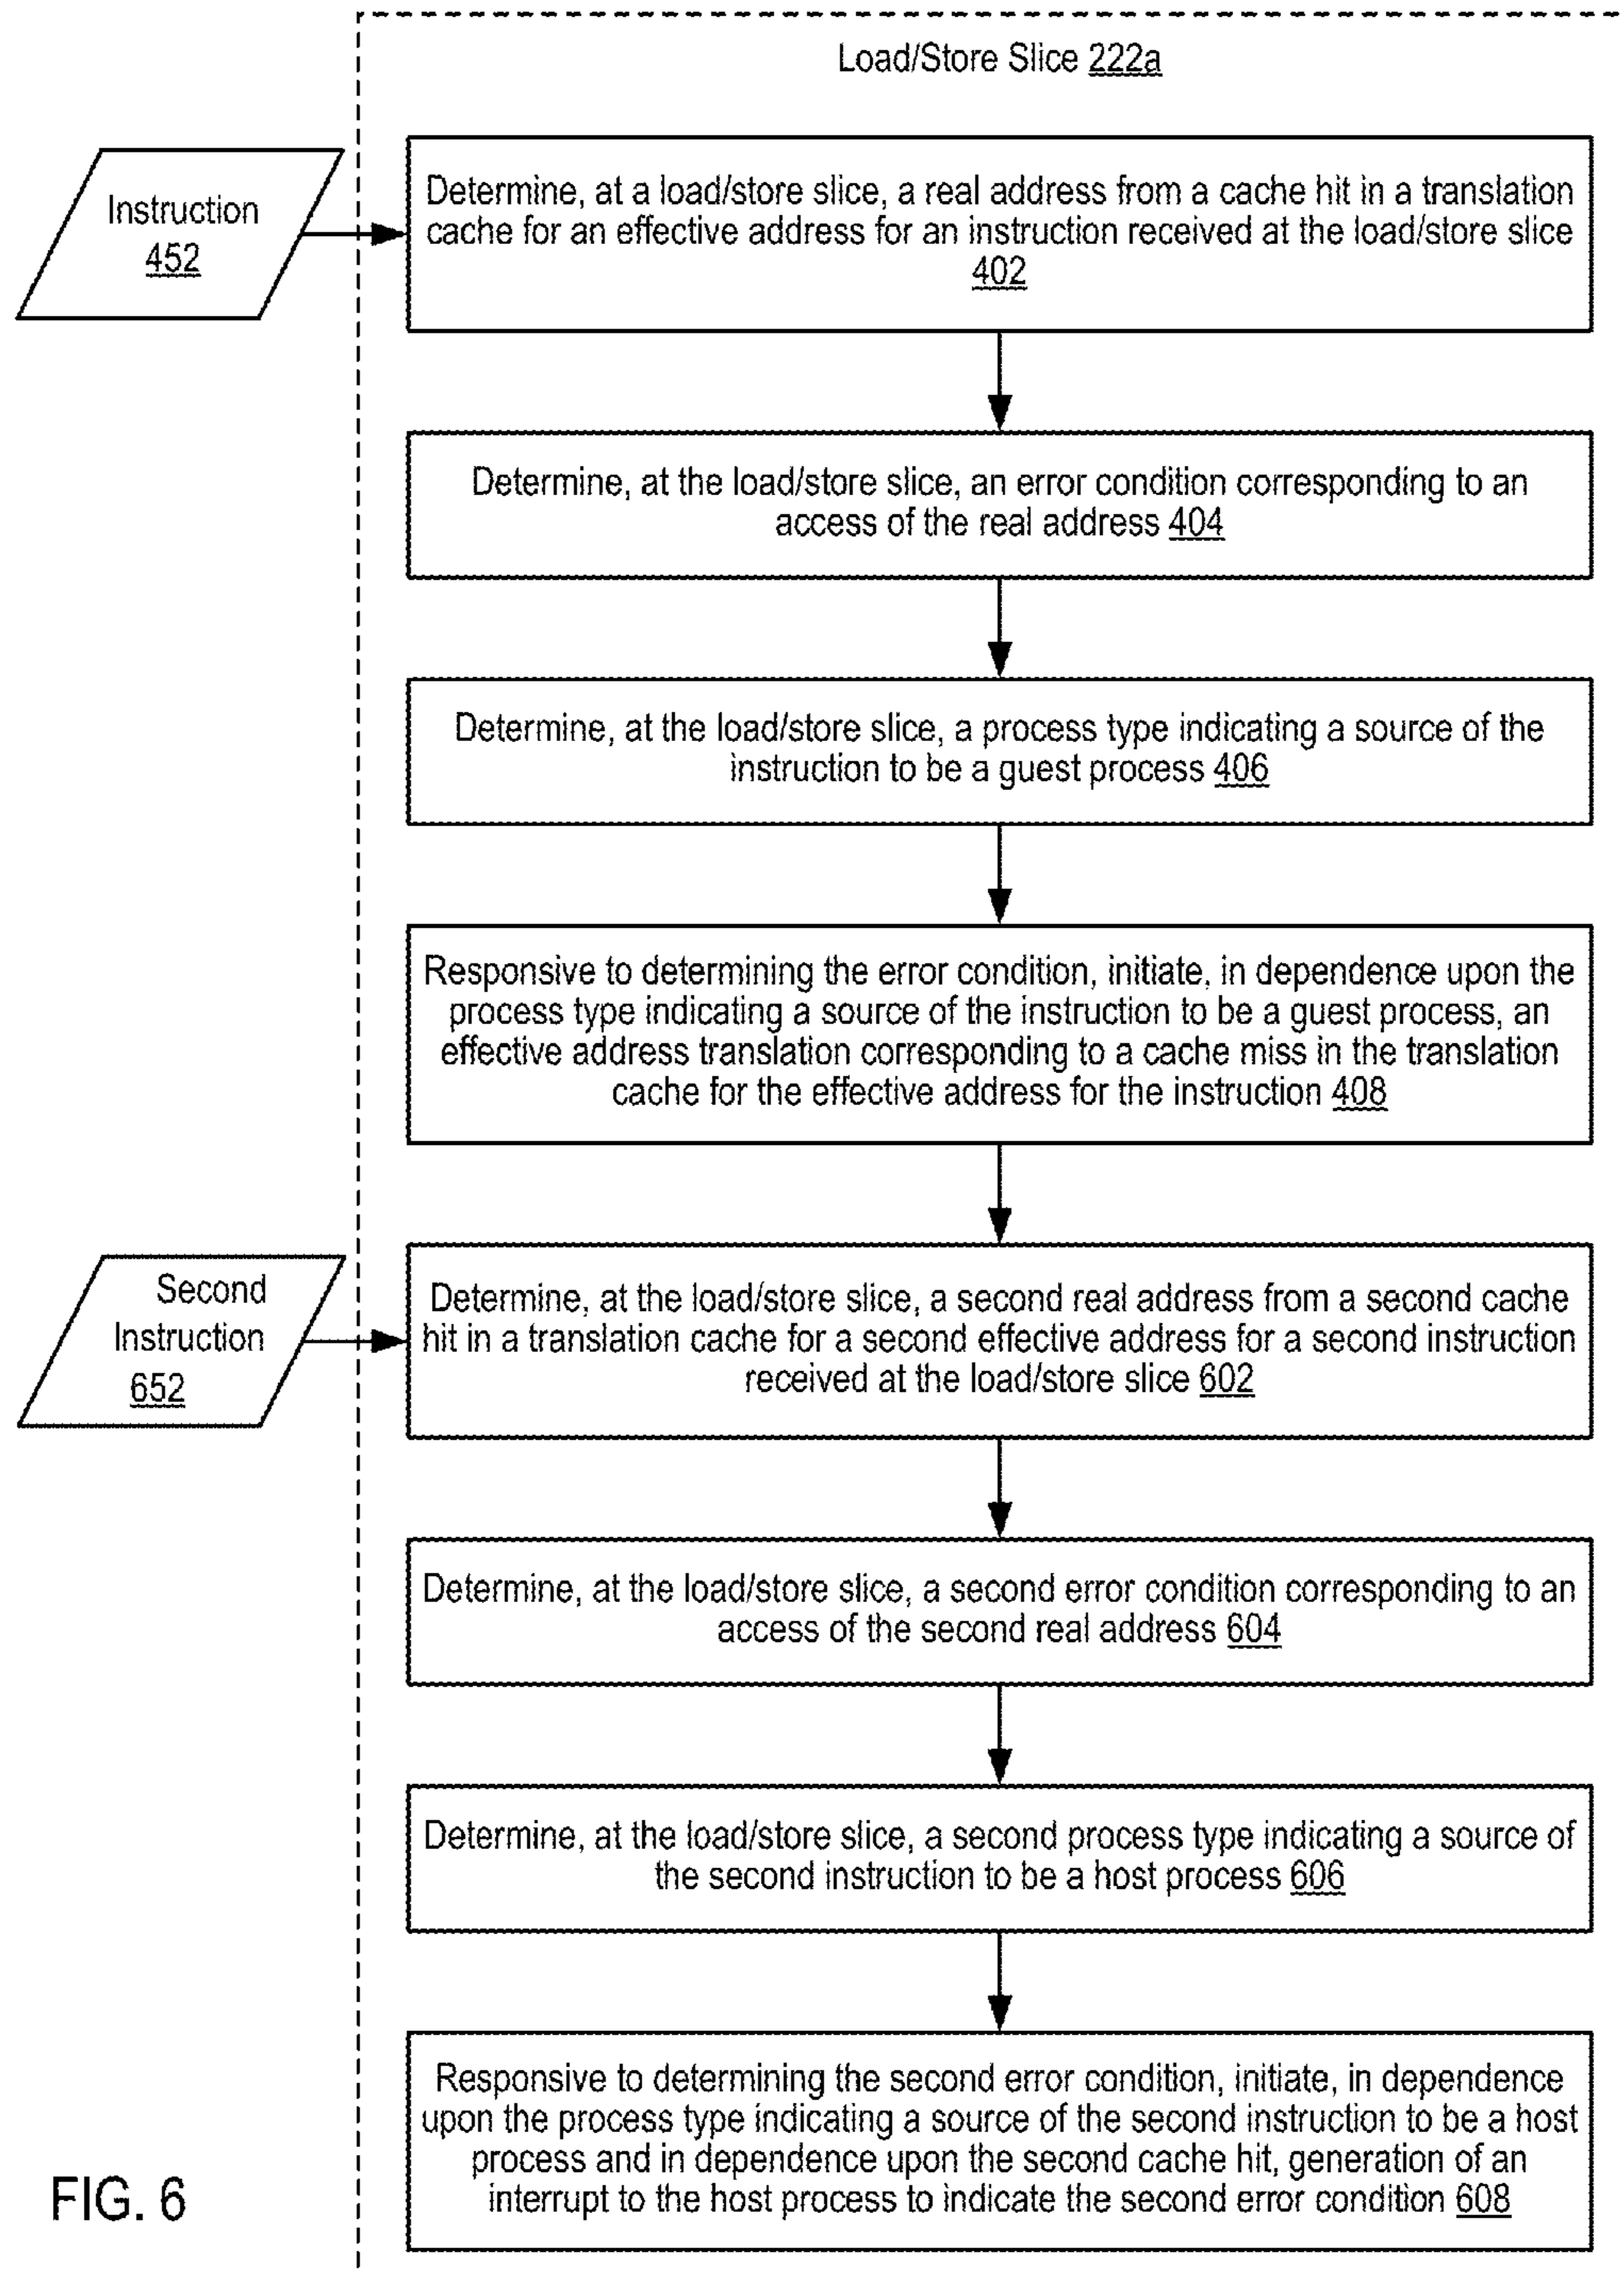 Load/Store Slice 222a
Instruction
452
Determine, at a load/store slice, a real address from a cache hit in a translation
cache for an effective address for an instruction received at the load/store slice
402
Determine, at the load/store slice, an error condition corresponding to an
access of the real address 404
Determine, at the load/store slice, a process type indicating a source of the
instruction to be a guest process 406
Responsive to determining the error condition, initiate, in dependence upon the
process type indicating a source of the instruction to be a guest process, an
effective address translation corresponding to a cache miss in the translation
cache for the effective address for the instruction 408
Second
Instruction
652
Determine, at the load/store slice, a second real address from a second cache
hit in a translation cache for a second effective address for a second instruction
received at the load/store slice 602
Determine, at the load/store slice, a second error condition corresponding to an
access of the second real address 604
Determine, at the load/store slice, a second process type indicating a source of
the second instruction to be a host process 606
Responsive to determining the second error condition, initiate, in dependence
upon the process type indicating a source of the second instruction to be a host
process and in dependence upon the second cache hit, generation of an
interrupt to the host process to indicate the second error condition 608
FIG. 6